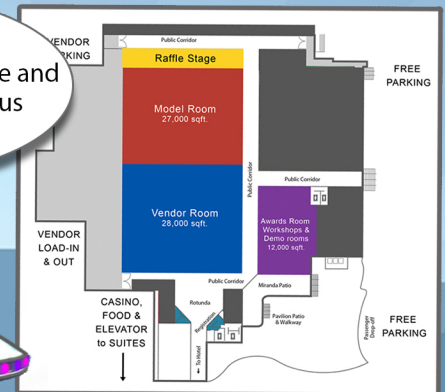 e and
us
VENDOR
PARKING
Public Corridor
Raffle Stage
FREE
PARKING
Model Room
27,000 sqft.
Public Corridor
Public Corridor
Vendor Room
28,000 sqft.
Awards Room
Workshops &
Demo rooms
12,000 sqft.
VENDOR
LOAD-IN
& OUT
Public Corridor
Miranda Patio
CASINO,
FOOD &
ELEVATOR
to SUITES
Rotunda
Registration
Pavilion Patio
& Walkway
Passenger
Drop-off
FREE
PARKING
To Hotel